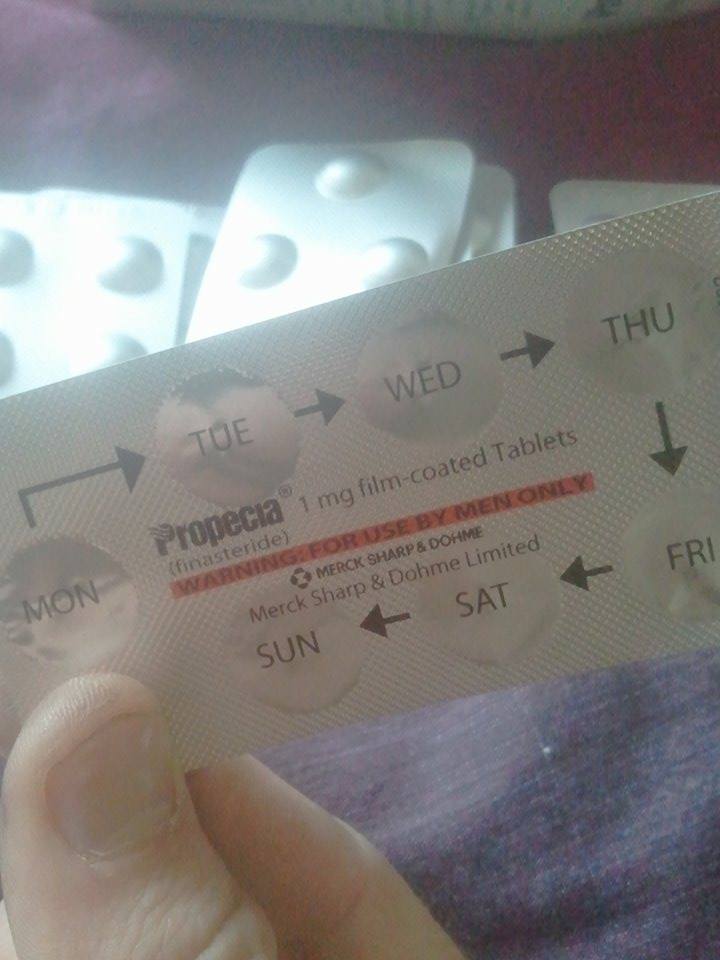 MON
TUE
WED
THU
FRI
SAT
SUN
Propecia® 1 mg film-coated Tablets
(finasteride)
WARNING: FOR USE BY MEN ONLY
MERCK SHARP & DOHME
Merck Sharp & Dohme Limited